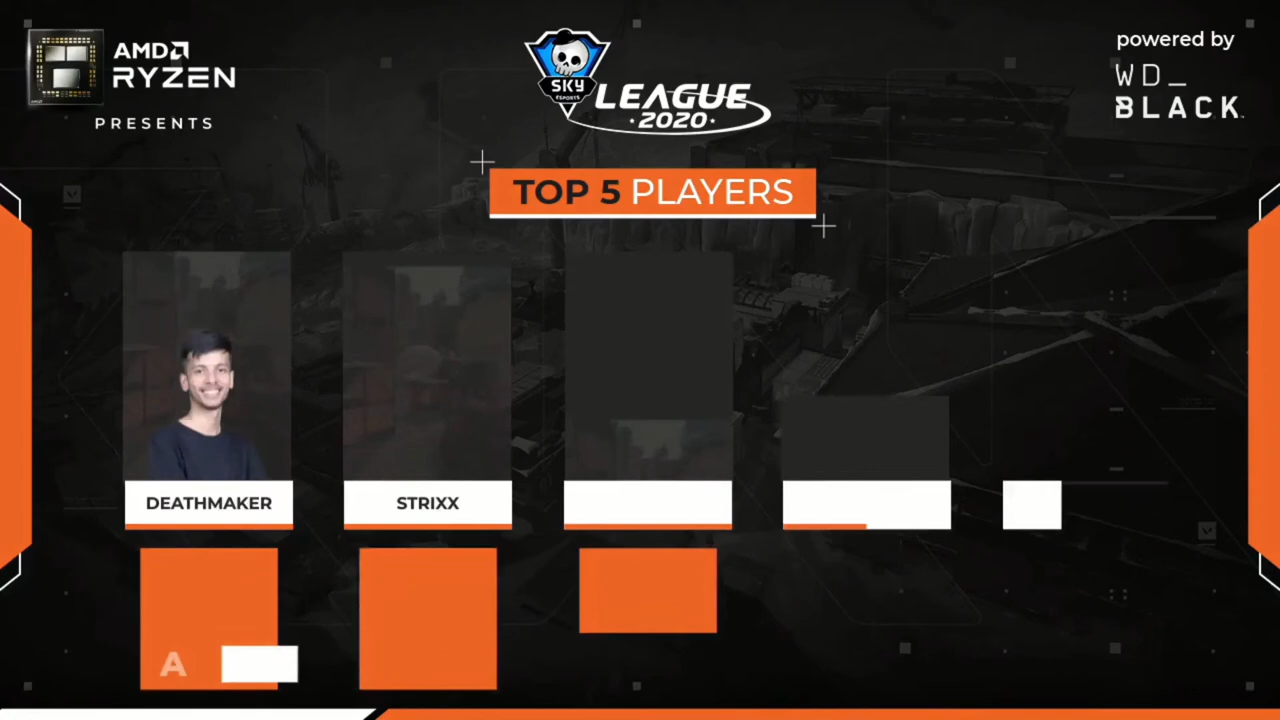 AMD
RYZEN
PRESENTS
SKY
ESPORTS
LEAGUE
·2020·
powered by
WD_
BLACK
TOP 5 PLAYERS
DEATHMAKER
STRIXX
A